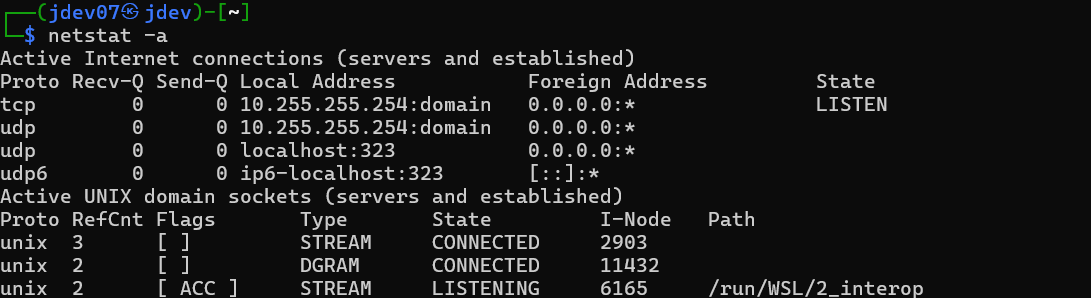 ┌──(jdev07㉿jdev)-[~]
└─$ netstat -a
Active Internet connections (servers and established)
Proto Recv-Q Send-Q Local Address           Foreign Address         State
tcp        0      0 10.255.255.254:domain   0.0.0.0:*               LISTEN
udp        0      0 10.255.255.254:domain   0.0.0.0:*
udp        0      0 localhost:323           0.0.0.0:*
udp6       0      0 ip6-localhost:323       [::]:*
Active UNIX domain sockets (servers and established)
Proto RefCnt Flags       Type       State         I-Node   Path
unix  3      [ ]         STREAM     CONNECTED     2903
unix  2      [ ]         DGRAM      CONNECTED     11432
unix  2      [ ACC ]     STREAM     LISTENING     6165     /run/WSL/2_interop